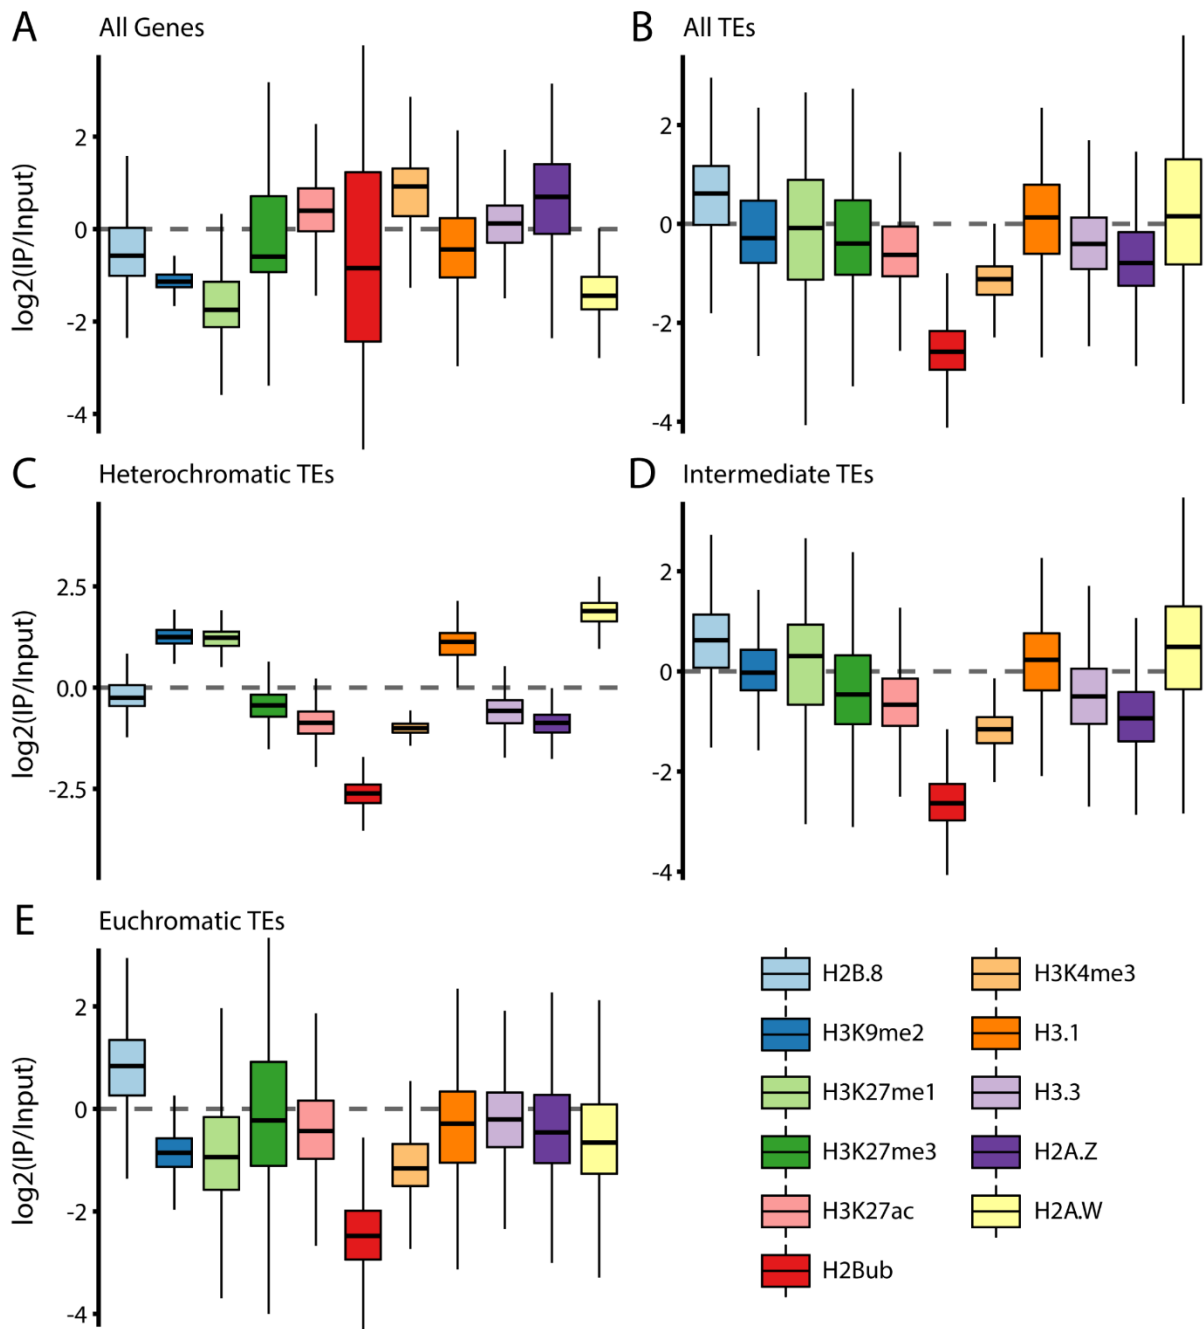 A All Genes
log2(IP/Input)
2
0
-2
-4
B All TEs
2
0
-2
-4
C Heterochromatic TEs
log2(IP/Input)
2.5
0.0
-2.5
D Intermediate TEs
2
0
-2
-4
E Euchromatic TEs
log2(IP/Input)
2
0
-2
-4
H2B.8
H3K9me2
H3K27me1
H3K27me3
H3K27ac
H2Bub
H3K4me3
H3.1
H3.3
H2A.Z
H2A.W